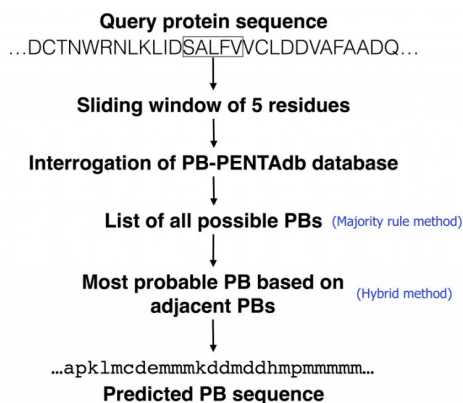 Query protein sequence
...DCTNWRNLKLIDSALFVVCLDDVAFAADQ...
Sliding window of 5 residues
Interrogation of PB-PENTAdb database
List of all possible PBs (Majority rule method)
Most probable PB based on
adjacent PBs (Hybrid method)
...apklmcdemmmkddmddhmpmmmmm...
Predicted PB sequence